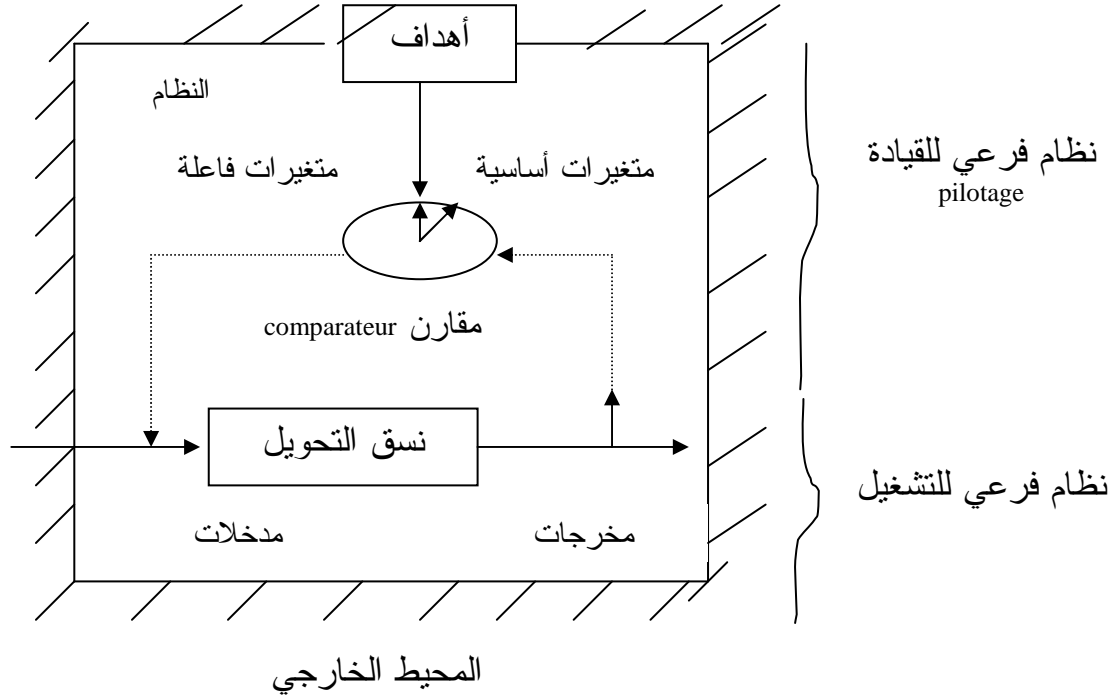 أهداف
النظام
متغيرات أساسية
متغيرات فاعلة
نظام فرعي للقيادة
pilotage
مقارن comparateur
نسق التحويل
نظام فرعي للتشغيل
مخرجات
مدخلات
المحيط الخارجي